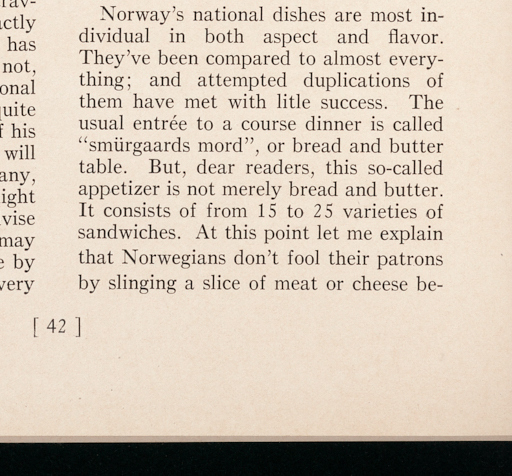 actly
has
not,
onal
quite
f his
will
any,
ight
vise
may
e by
very
Norway's national dishes are most in-
dividual in both aspect and flavor.
They've been compared to almost every-
thing; and attempted duplications of
them have met with litle success. The
usual entrée to a course dinner is called
“smürgaards mord”, or bread and butter
table. But, dear readers, this so-called
appetizer is not merely bread and butter.
It consists of from 15 to 25 varieties of
sandwiches. At this point let me explain
that Norwegians don't fool their patrons
by slinging a slice of meat or cheese be-
[ 42 ]